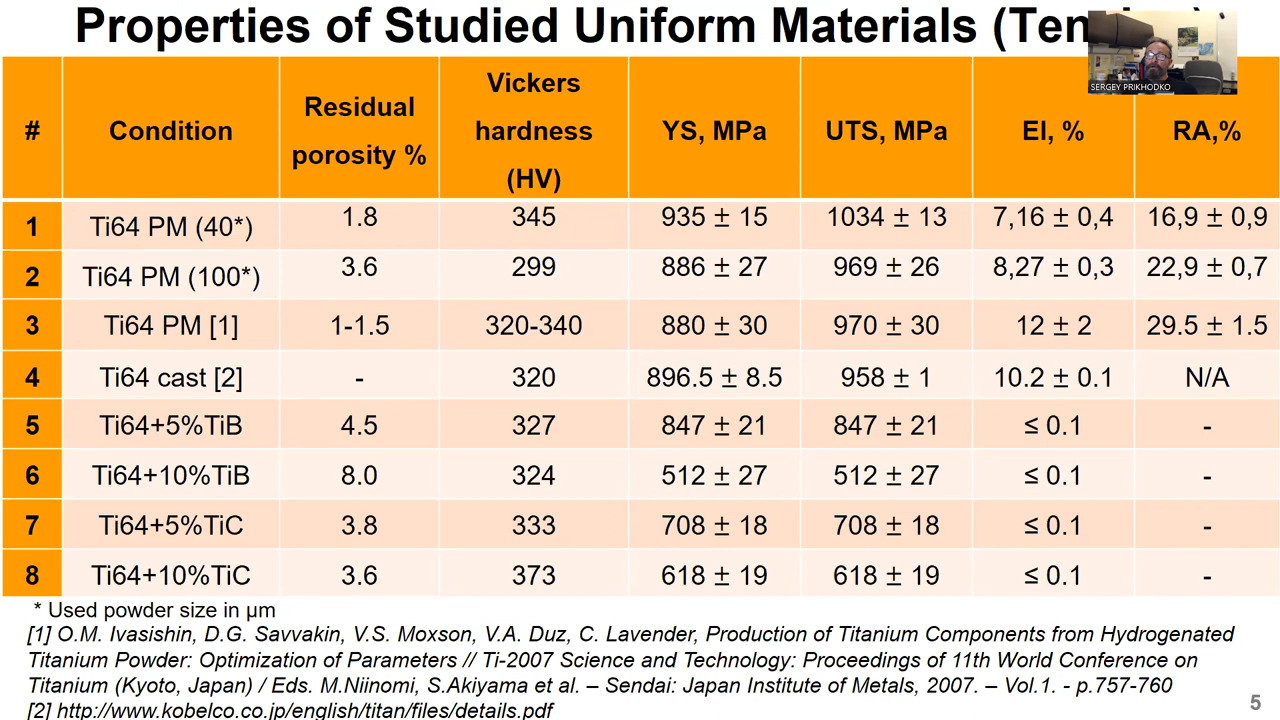 Properties of Studied Uniform Materials
SERGEY PRIKHODKO
# Condition Residual porosity % Vickers hardness (HV) YS, MPa UTS, MPa El, % RA,%
1 Ti64 PM (40*) 1.8 345 935 ± 15 1034 ± 13 7,16 ± 0,4 16,9 ± 0,9
2 Ti64 PM (100*) 3.6 299 886 ± 27 969 ± 26 8,27 ± 0,3 22,9 ± 0,7
3 Ti64 PM [1] 1-1.5 320-340 880 ± 30 970 ± 30 12 ± 2 29.5 ± 1.5
4 Ti64 cast [2] - 320 896.5 ± 8.5 958 ± 1 10.2 ± 0.1 N/A
5 Ti64+5%TiB 4.5 327 847 ± 21 847 ± 21 ≤ 0.1 -
6 Ti64+10%TiB 8.0 324 512 ± 27 512 ± 27 ≤ 0.1 -
7 Ti64+5%TiC 3.8 333 708 ± 18 708 ± 18 ≤ 0.1 -
8 Ti64+10%TiC 3.6 373 618 ± 19 618 ± 19 ≤ 0.1 -
* Used powder size in μm
[1] O.M. Ivasishin, D.G. Savvakin, V.S. Moxson, V.A. Duz, C. Lavender, Production of Titanium Components from Hydrogenated
Titanium Powder: Optimization of Parameters // Ti-2007 Science and Technology: Proceedings of 11th World Conference on
Titanium (Kyoto, Japan) / Eds. M.Niinomi, S.Akiyama et al. – Sendai: Japan Institute of Metals, 2007. – Vol.1. - p.757-760
[2] http://www.kobelco.co.jp/english/titan/files/details.pdf
5